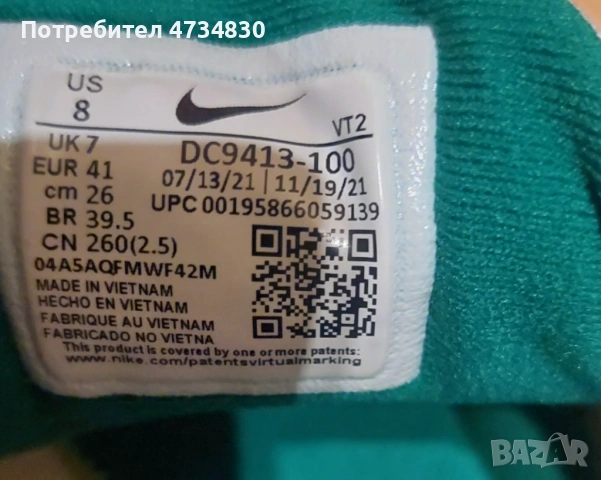 Потребител 4734830
US
8
VT2
UK 7
EUR 41
cm 26
BR 39.5
CN 260(2.5)
DC9413-100
07/13/21 | 11/19/21
UPC 00195866059139
04A5AQFMWF42M
MADE IN VIETNAM
HECHO EN VIETNAM
FABRIQUE AU VIETNAM
FABRICADO NO VIETNA
This product is covered by one or more patents:
www.nike.com/patentsvirtualmarking
BAZAR